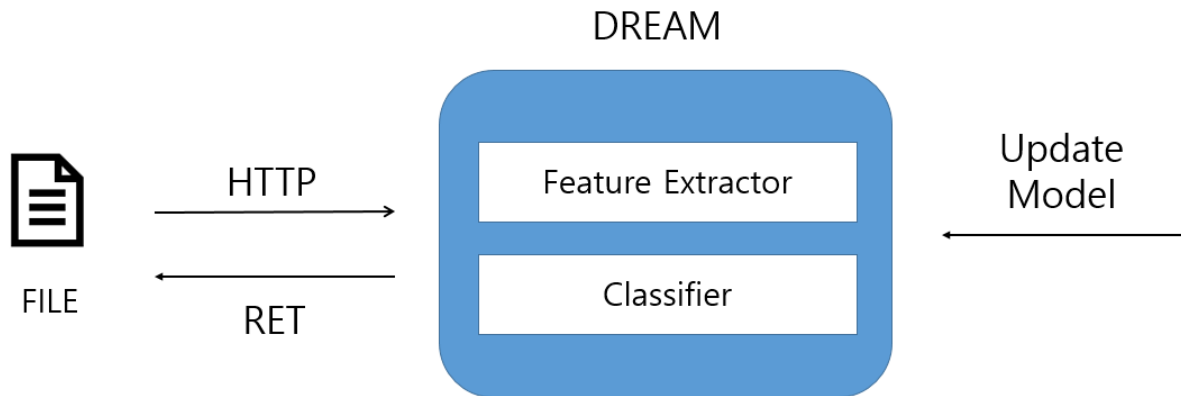 DREAM
HTTP
Feature Extractor
Update
Model
FILE
RET
Classifier